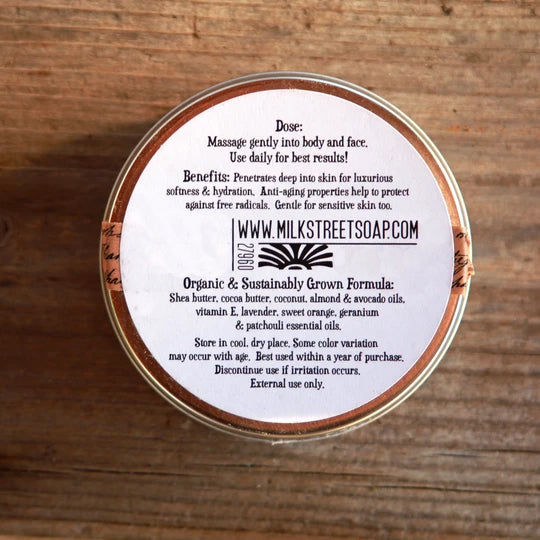 Dose:
Massage gently into body and face.
Use daily for best results!
Benefits: Penetrates deep into skin for luxurious
softness & hydration. Anti-aging properties help to protect
against free radicals. Gentle for sensitive skin too.
WWW.MILKSTREETSOAP.COM
27960
Organic & Sustainably Grown Formula:
Shea butter, cocoa butter, coconut, almond & avocado oils,
vitamin E, lavender, sweet orange, geranium
& patchouli essential oils.
Store in cool, dry place. Some color variation
may occur with age. Best used within a year of purchase.
Discontinue use if irritation occurs.
External use only.